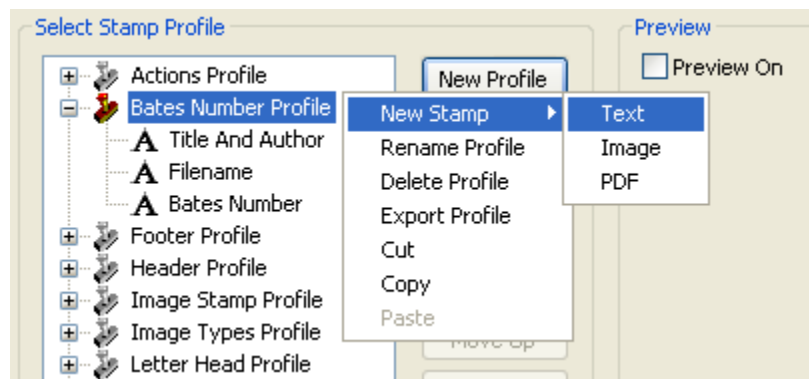 Select Stamp Profile
Preview
Actions Profile
New Profile
Preview On
Bates Number Profile
New Stamp
Text
Title And Author
Rename Profile
Image
Filename
Delete Profile
PDF
Bates Number
Export Profile
Footer Profile
Cut
Header Profile
Copy
Image Stamp Profile
Paste
Image Types Profile
Move Up
Letter Head Profile